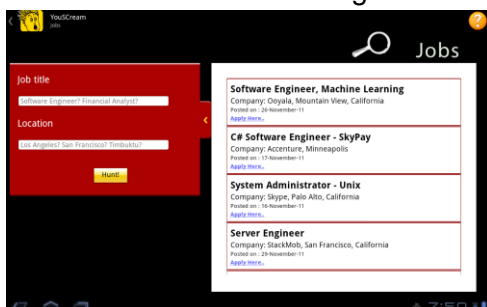 YouSCream
Jobs
Jobs
Job title
Software Engineer? Financial Analyst?
Location
Los Angeles? San Francisco? Timbuktu?
Hunt!
Software Engineer, Machine Learning
Company: Ooyala, Mountain View, California
Posted on : 26-November-11
Apply Here..
C# Software Engineer - SkyPay
Company: Accenture, Minneapolis
Posted on : 17-November-11
Apply Here..
System Administrator - Unix
Company: Skype, Palo Alto, California
Posted on : 16-November-11
Apply Here..
Server Engineer
Company: StackMob, San Francisco, California
Posted on : 29-November-11
Apply Here..